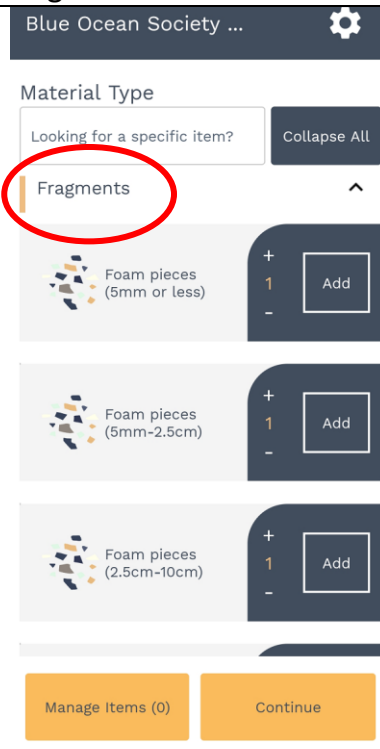 Blue Ocean Society ...
Material Type
Looking for a specific item?
Collapse All
Fragments
Foam pieces
(5mm or less)
+
1
-
Add
Foam pieces
(5mm-2.5cm)
+
1
-
Add
Foam pieces
(2.5cm-10cm)
+
1
-
Add
Manage Items (0)
Continue